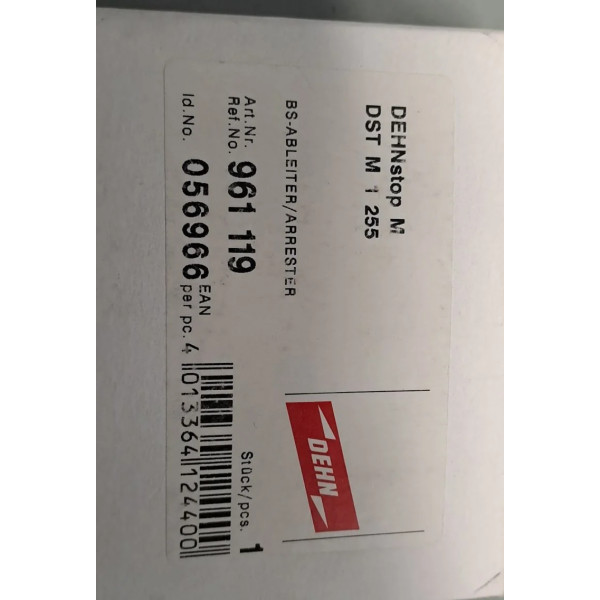 DEHNstop M
DST M 1 255
BS-ABLEITER/ARRESTER
Art.Nr.
Ref.No. 961 119
Id.No. 056966
EAN
per pc. 4 013364 124400
Stück/pcs. 1
DEHN